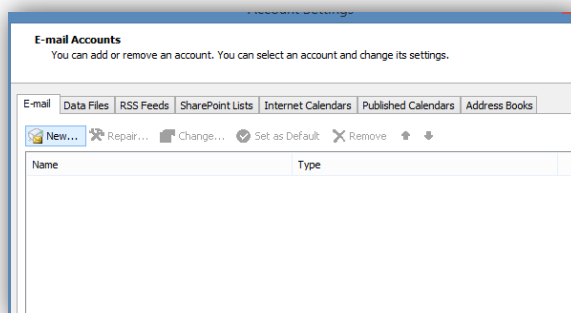 Account Settings
E-mail Accounts
You can add or remove an account. You can select an account and change its settings.
E-mail Data Files RSS Feeds SharePoint Lists Internet Calendars Published Calendars Address Books
New... Repair... Change... Set as Default Remove
Name Type